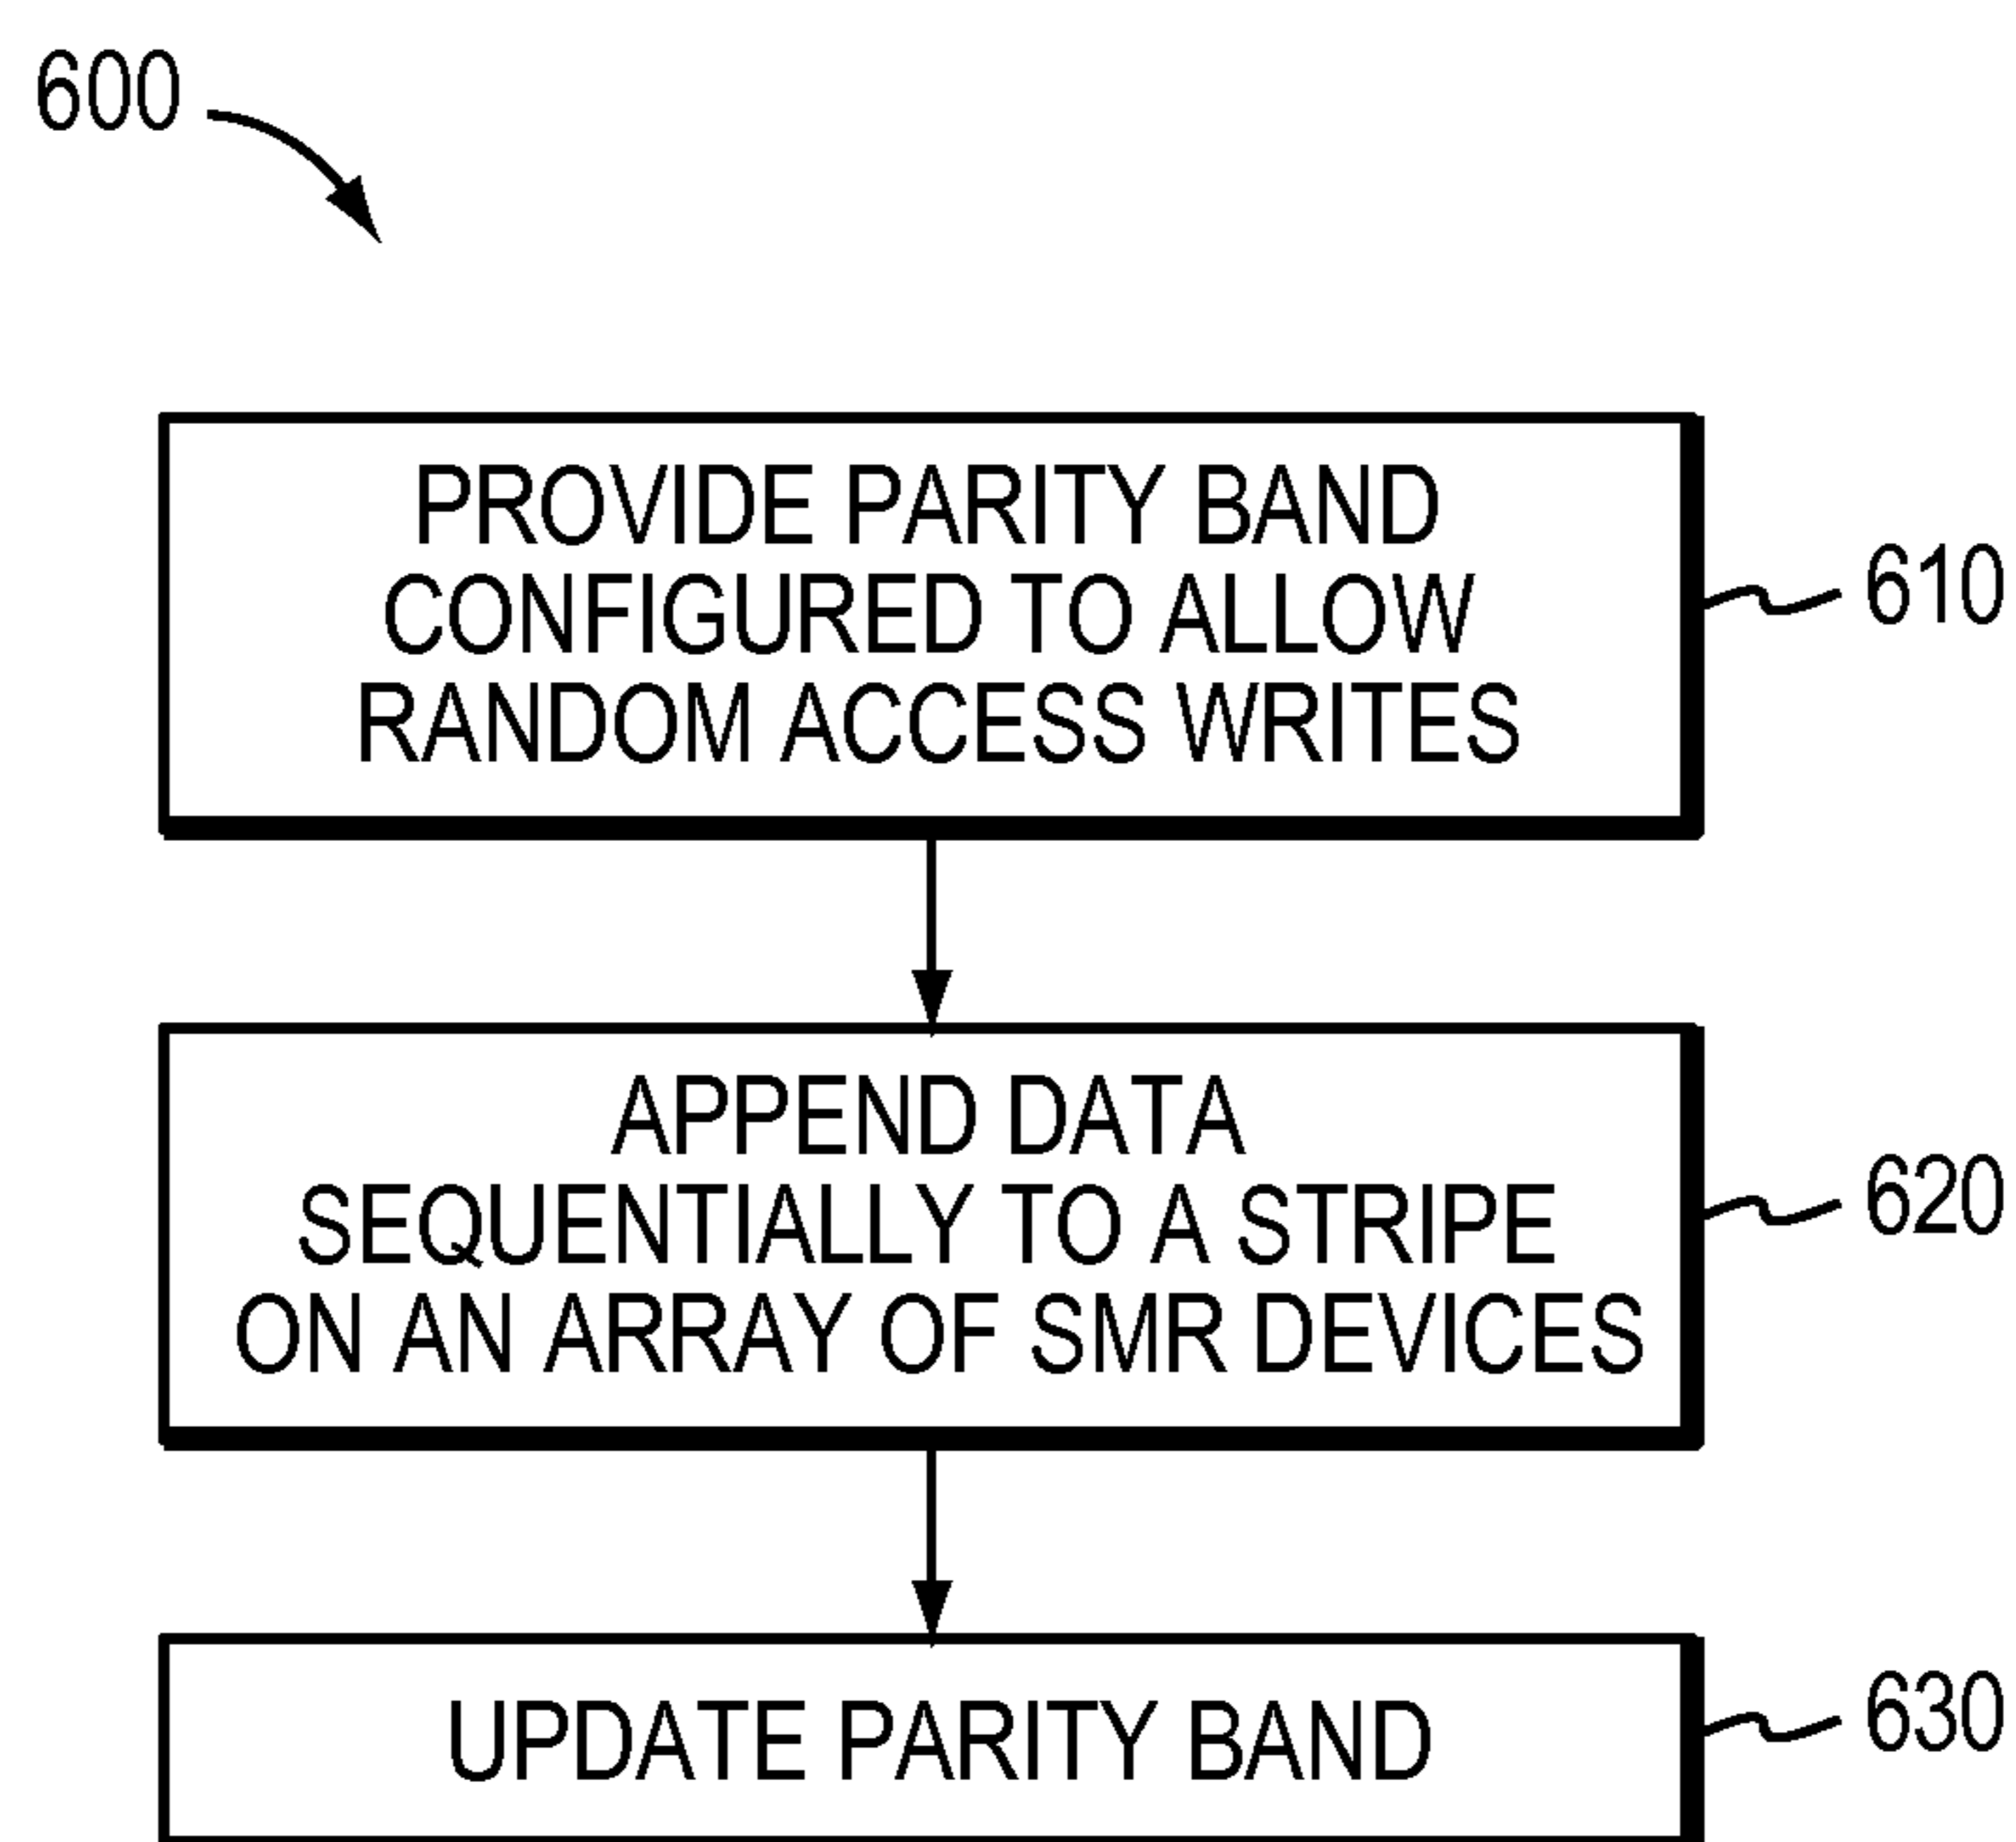 600
PROVIDE PARITY BAND
CONFIGURED TO ALLOW
RANDOM ACCESS WRITES
610
APPEND DATA
SEQUENTIALLY TO A STRIPE
ON AN ARRAY OF SMR DEVICES
620
UPDATE PARITY BAND
630